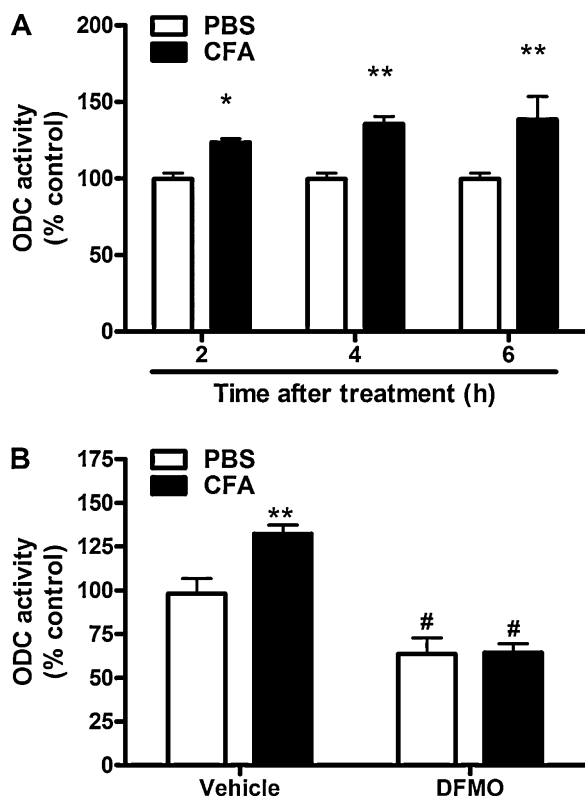 A
200
150
100
50
0
ODC activity
(% control)
PBS
CFA
*
**
**
2 4 6
Time after treatment (h)
B
175
150
125
100
75
50
25
0
ODC activity
(% control)
PBS
CFA
**
# #
Vehicle DFMO